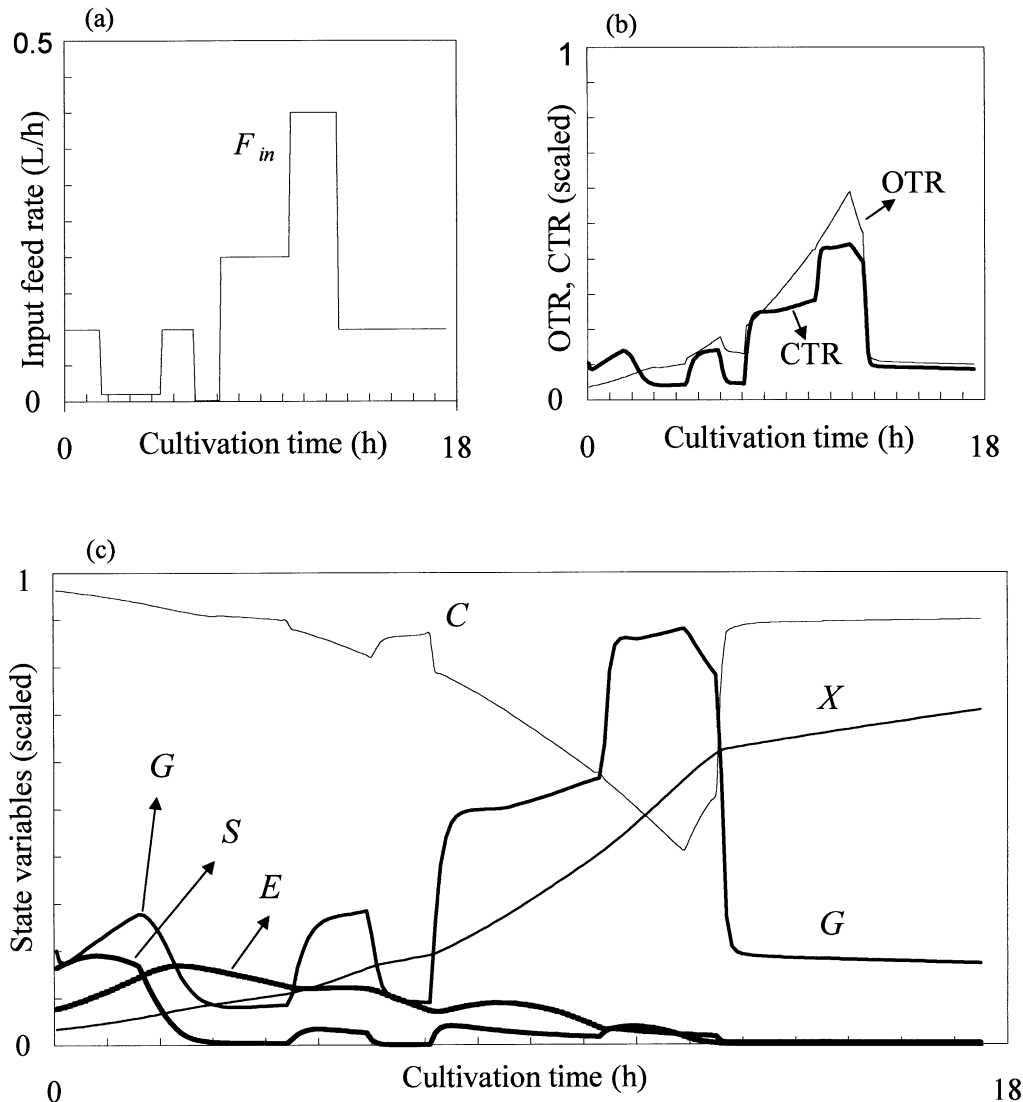 (a)
0.5
Input feed rate (L/h)
F in
0
0
Cultivation time (h)
18
(b)
1
OTR, CTR (scaled)
OTR
CTR
0
0
Cultivation time (h)
18
(c)
1
State variables (scaled)
C
X
G
S
E
G
0
0
Cultivation time (h)
18